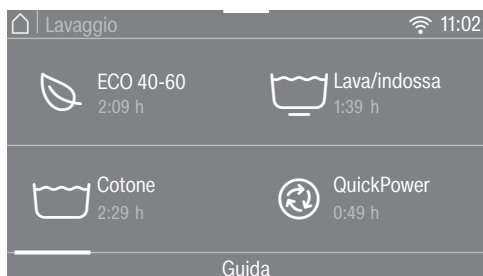 Lavaggio 11:02
ECO 40-60 Lava/indossa
2:09 h 1:39 h
Cotone QuickPower
2:29 h 0:49 h
Guida